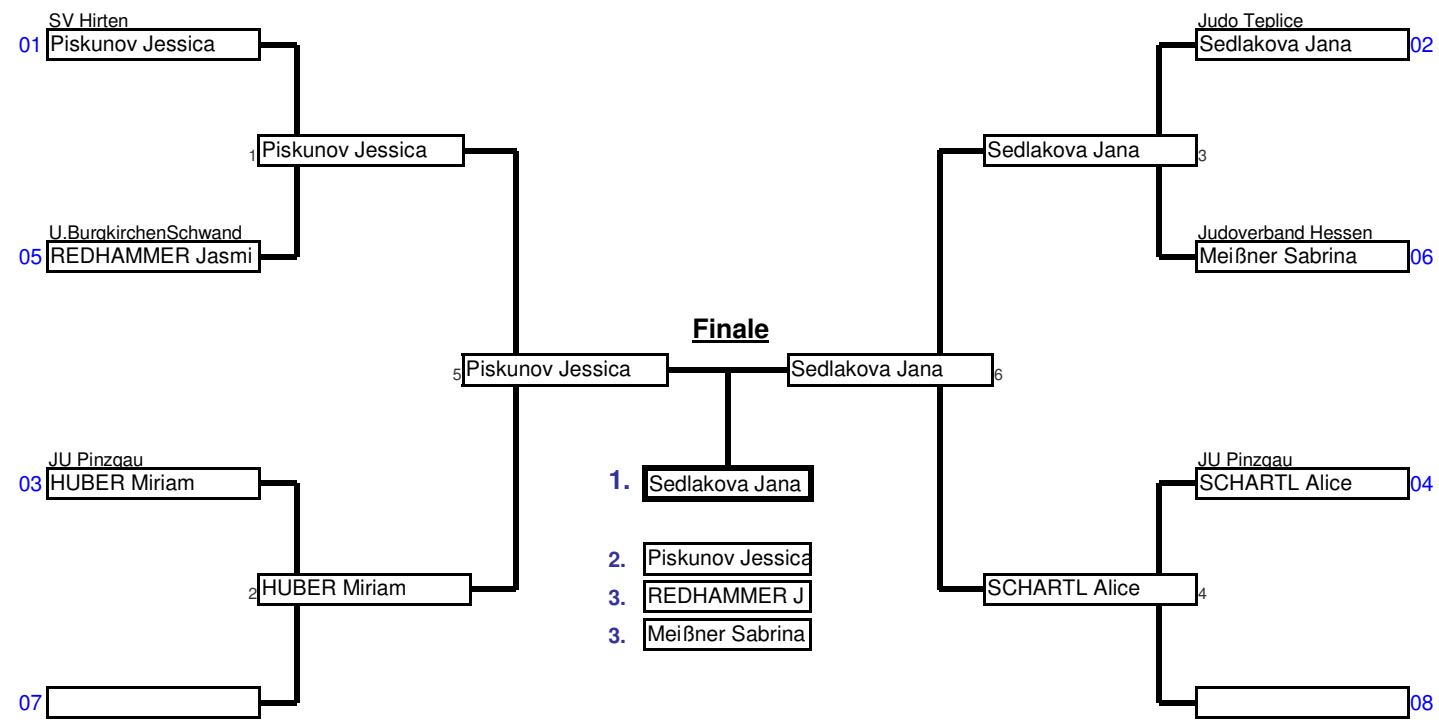 SV Hirten
01 Piskunov Jessica
Judo Teplice
Sedlakova Jana 02
1 Piskunov Jessica
Sedlakova Jana 3
U.BurgkirchenSchwand
05 REDHAMMER Jasmi
Judoverband Hessen
Meißner Sabrina 06
Finale
5 Piskunov Jessica
Sedlakova Jana 6
JU Pinzgau
03 HUBER Miriam
1. Sedlakova Jana
JU Pinzgau
SCHARTL Alice 04
2. Piskunov Jessica
3. REDHAMMER J
3. Meißner Sabrina
2 HUBER Miriam
SCHARTL Alice 4
07
08